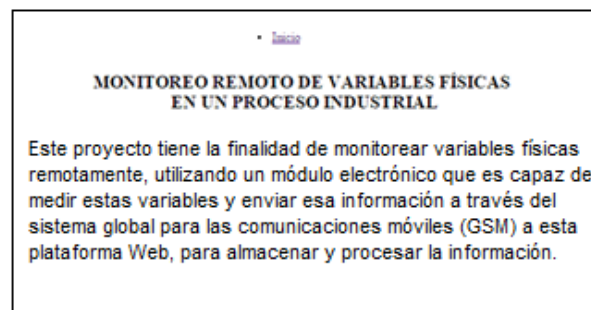 Inicio
MONITOREO REMOTO DE VARIABLES FÍSICAS
EN UN PROCESO INDUSTRIAL
Este proyecto tiene la finalidad de monitorear variables físicas
remotamente, utilizando un módulo electrónico que es capaz de
medir estas variables y enviar esa información a través del
sistema global para las comunicaciones móviles (GSM) a esta
plataforma Web, para almacenar y procesar la información.